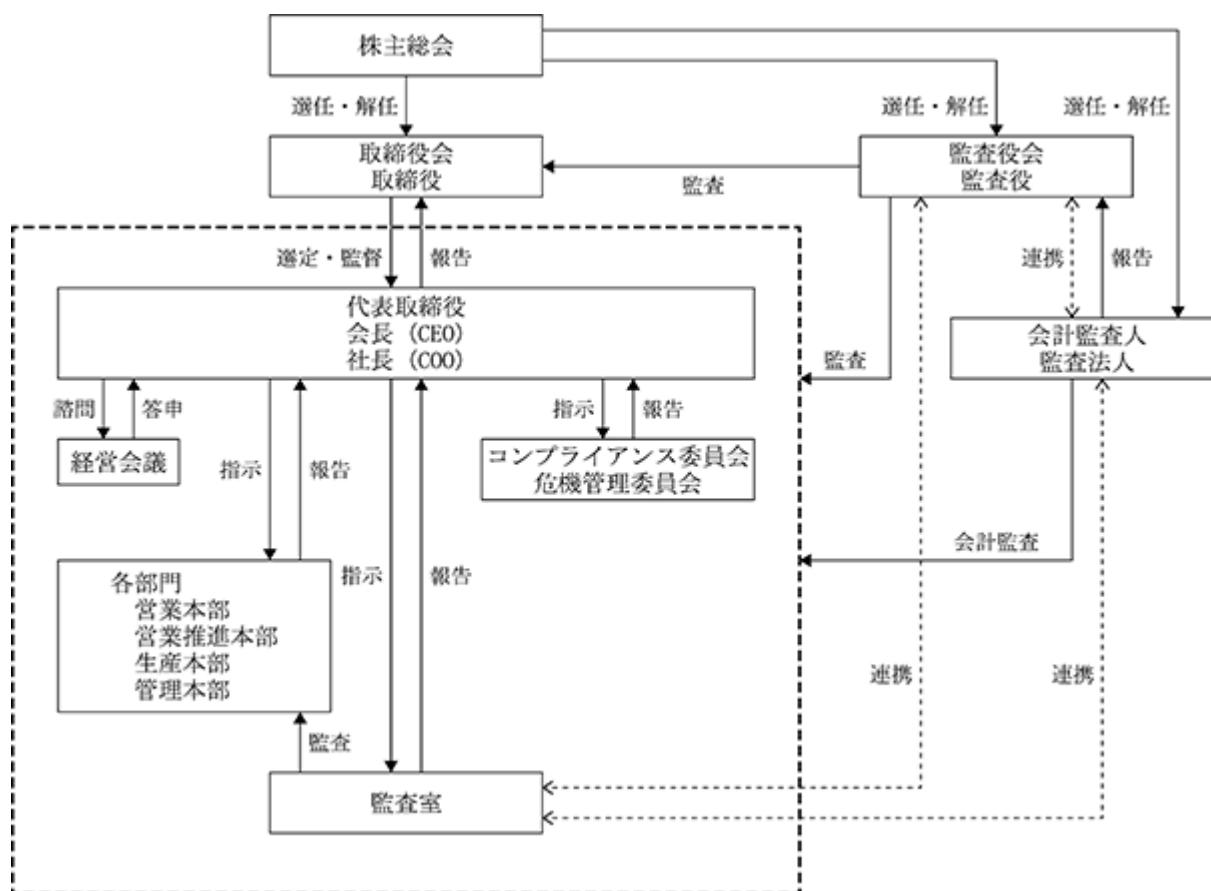 株主総会
選任・解任
選任・解任
選任・解任
取締役会
取締役
監査
監査役会
監査役
選定・監督
報告
連携
報告
代表取締役
会長（CEO）
社長（COO）
会計監査人
監査法人
監査
諮問
答申
指示
報告
経営会議
指示
報告
コンプライアンス委員会
危機管理委員会
会計監査
各部門
営業本部
営業推進本部
生産本部
管理本部
指示
報告
連携
連携
監査
監査室